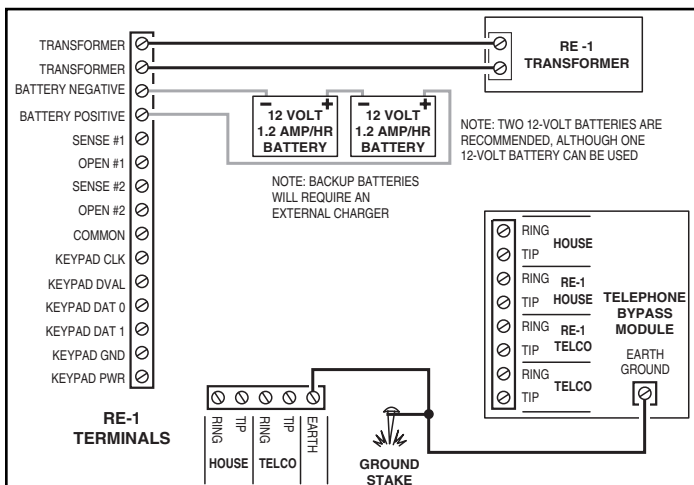 TRANSFORMER
TRANSFORMER
BATTERY NEGATIVE
BATTERY POSITIVE
SENSE #1
OPEN #1
SENSE #2
OPEN #2
COMMON
KEYPAD CLK
KEYPAD DVAL
KEYPAD DAT 0
KEYPAD DAT 1
KEYPAD GND
KEYPAD PWR
RE-1
TERMINALS
RE -1
TRANSFORMER
– +
12 VOLT
1.2 AMP/HR
BATTERY
– +
12 VOLT
1.2 AMP/HR
BATTERY
NOTE: TWO 12-VOLT BATTERIES ARE
RECOMMENDED, ALTHOUGH ONE
12-VOLT BATTERY CAN BE USED
NOTE: BACKUP BATTERIES
WILL REQUIRE AN
EXTERNAL CHARGER
RING
TIP
HOUSE
RING
TIP
RE-1
HOUSE
RING
TIP
RE-1
TELCO
RING
TIP
TELCO
TELEPHONE
BYPASS
MODULE
EARTH
GROUND
RING
TIP
RING
TIP
EARTH
HOUSE
TELCO
GROUND
STAKE